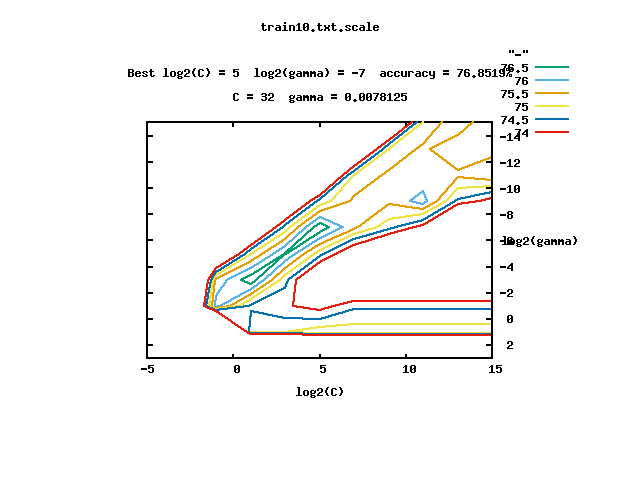 train10.txt.scale
"-"
Best log2(C) = 5  log2(gamma) = -7  accuracy = 76.8519%
C = 32  gamma = 0.0078125
76.5
76
75.5
75
74.5
74
-14
-12
-10
-8
-6
-4
-2
0
2
log2(gamma)
-5 0 5 10 15
log2(C)